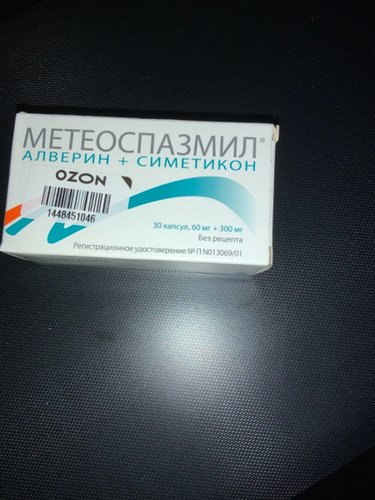 МЕТЕОСПАЗМИЛ®
АЛВЕРИН + СИМЕТИКОН
OZON
1448451046
30 капсул, 60 мг + 300 мг
Без рецепта
Регистрационное удостоверение № П N013069/01